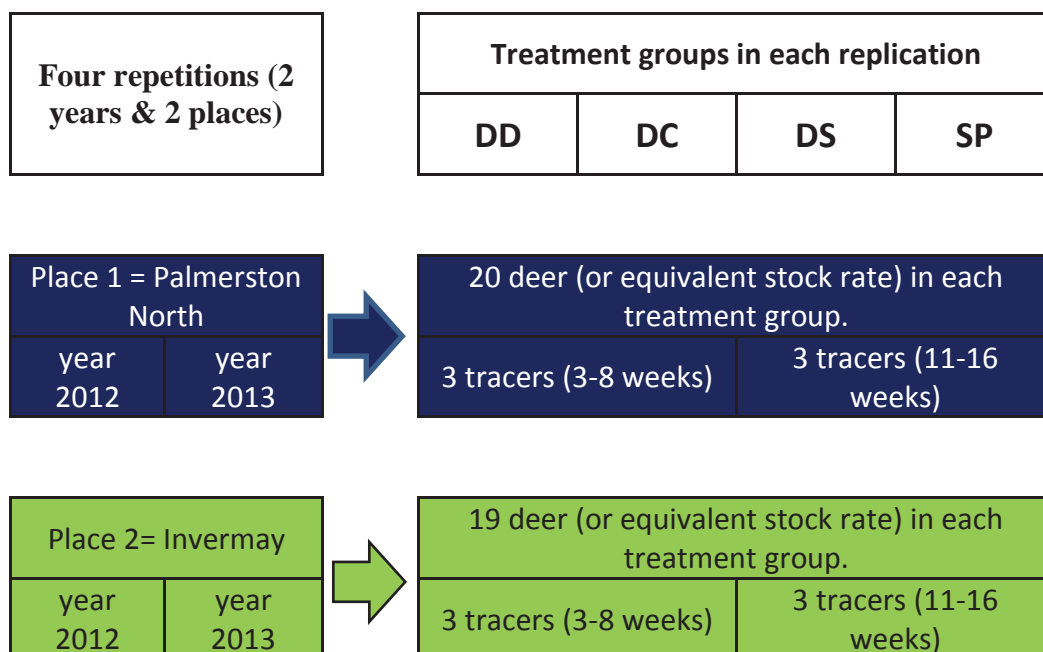 Four repetitions (2
years & 2 places)
Treatment groups in each replication
DD DC DS SP
Place 1 = Palmerston
North
year
2012
year
2013
20 deer (or equivalent stock rate) in each
treatment group.
3 tracers (3-8 weeks)
3 tracers (11-16
weeks)
Place 2= Invermay
year
2012
year
2013
19 deer (or equivalent stock rate) in each
treatment group.
3 tracers (3-8 weeks)
3 tracers (11-16
weeks)